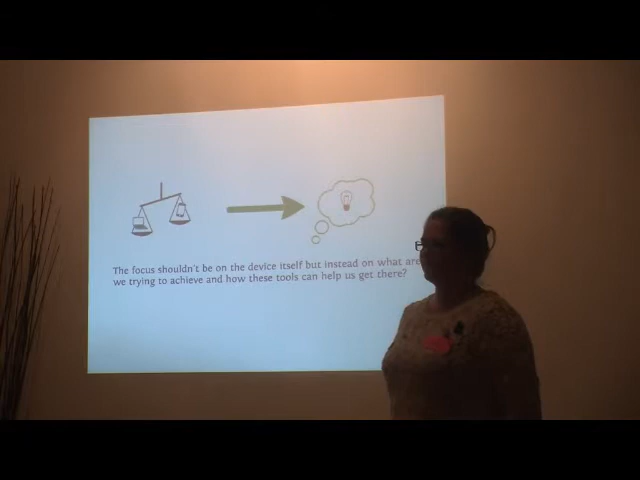 The focus shouldn't be on the device itself but instead on what are
we trying to achieve and how these tools can help us get there?